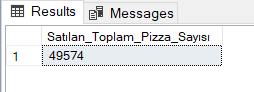 Results Messages
Satılan_Toplam_Pizza_Sayısı
1 49574